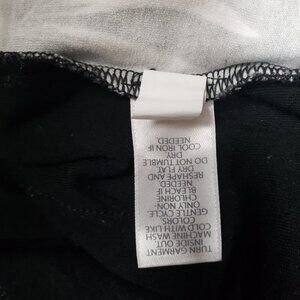 TURN GARMENT
INSIDE OUT.
MACHINE WASH
COLD WITH LIKE
COLORS.
GENTLE CYCLE.
ONLY NON-
CHLORINE
BLEACH IF
NEEDED.
RESHAPE AND
DRY FLAT.
DO NOT TUMBLE
DRY.
COOL IRON IF
NEEDED.